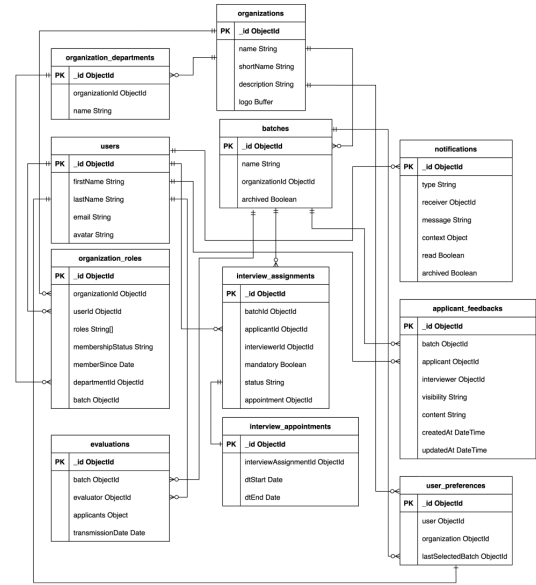 organizations
PK _id ObjectId
name String
shortName String
description String
logo Buffer
organization_departments
PK _id ObjectId
organizationId ObjectId
name String
batches
PK _id ObjectId
name String
organizationId ObjectId
archived Boolean
users
PK _id ObjectId
firstName String
lastName String
email String
avatar String
notifications
PK _id ObjectId
type String
receiver ObjectId
message String
context Object
read Boolean
archived Boolean
organization_roles
PK _id ObjectId
organizationId ObjectId
userId ObjectId
roles String[]
membershipStatus String
memberSince Date
departmentId ObjectId
batch ObjectId
interview_assignments
PK _id ObjectId
batchId ObjectId
applicantId ObjectId
interviewerId ObjectId
mandatory Boolean
status String
appointment ObjectId
applicant_feedbacks
PK _id ObjectId
batch ObjectId
applicant ObjectId
interviewer ObjectId
visibility String
content String
createdAt DateTime
updatedAt DateTime
interview_appointments
PK _id ObjectId
interviewAssignmentId ObjectId
dtStart Date
dtEnd Date
evaluations
PK _id ObjectId
batch ObjectId
evaluator ObjectId
applicants Object
transmissionDate Date
user_preferences
PK _id ObjectId
user ObjectId
organization ObjectId
lastSelectedBatch ObjectId